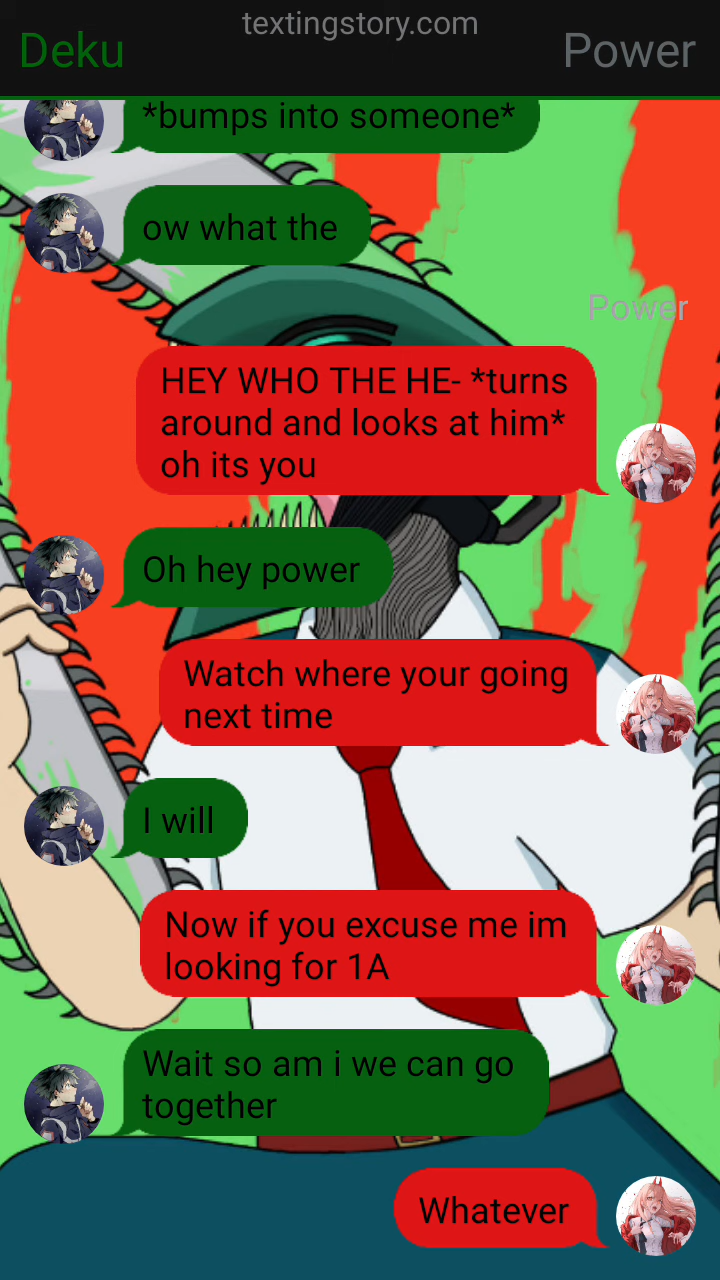 textingstory.com
Deku
Power
*bumps into someone*
ow what the
Power
HEY WHO THE HE- *turns
around and looks at him*
oh its you
Oh hey power
Watch where your going
next time
I will
Now if you excuse me im
looking for 1A
Wait so am i we can go
together
Whatever